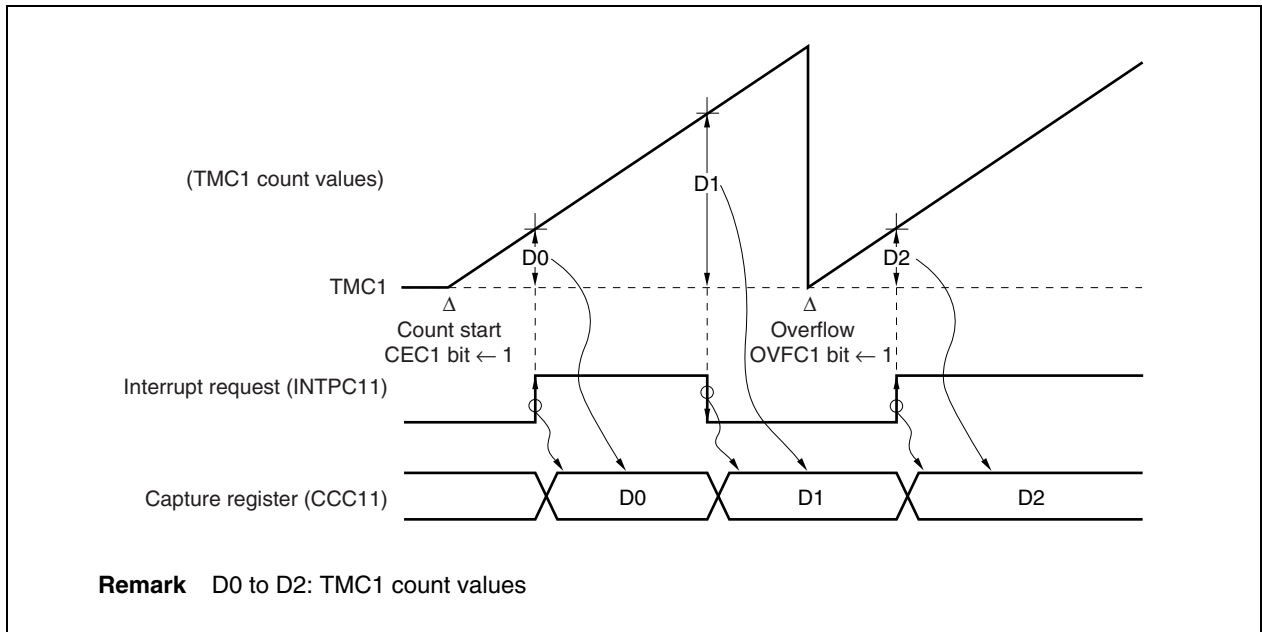 (TMC1 count values)
D1
D0
D2
TMC1
Δ
Δ
Count start
CEC1 bit ← 1
Overflow
OVFC1 bit ← 1
Interrupt request (INTPC11)
Capture register (CCC11)
D0
D1
D2
Remark D0 to D2: TMC1 count values